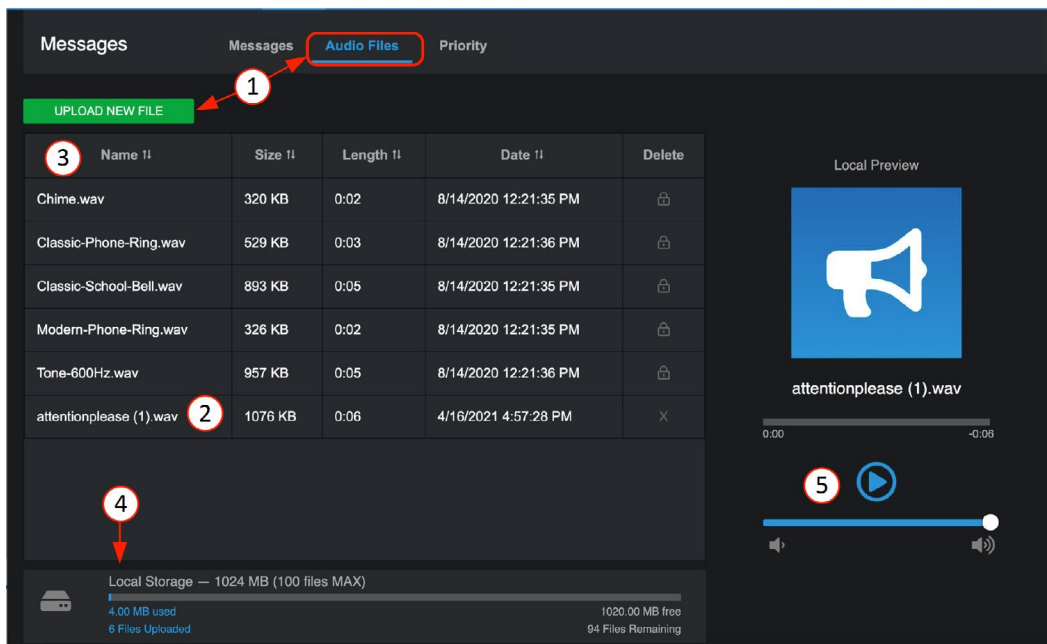 Messages Messages Audio Files Priority
1
UPLOAD NEW FILE
3 Name Size Length Date Delete
Chime.wav 320 KB 0:02 8/14/2020 12:21:35 PM
Classic-Phone-Ring.wav 529 KB 0:03 8/14/2020 12:21:36 PM
Classic-School-Bell.wav 893 KB 0:05 8/14/2020 12:21:35 PM
Modern-Phone-Ring.wav 326 KB 0:02 8/14/2020 12:21:35 PM
Tone-600Hz.wav 957 KB 0:05 8/14/2020 12:21:36 PM
attentionplease (1).wav 2 1076 KB 0:06 4/16/2021 4:57:28 PM X
4
Local Storage — 1024 MB (100 files MAX)
4.00 MB used 1020.00 MB free
6 Files Uploaded 94 Files Remaining
Local Preview
attentionplease (1).wav
0:00 -0:06
5